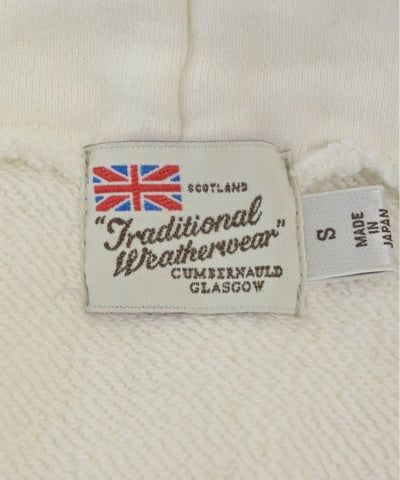 SCOTLAND
"Traditional
Weatherwear"
CUMBERNAULD
GLASGOW
S
MADE
IN
JAPAN